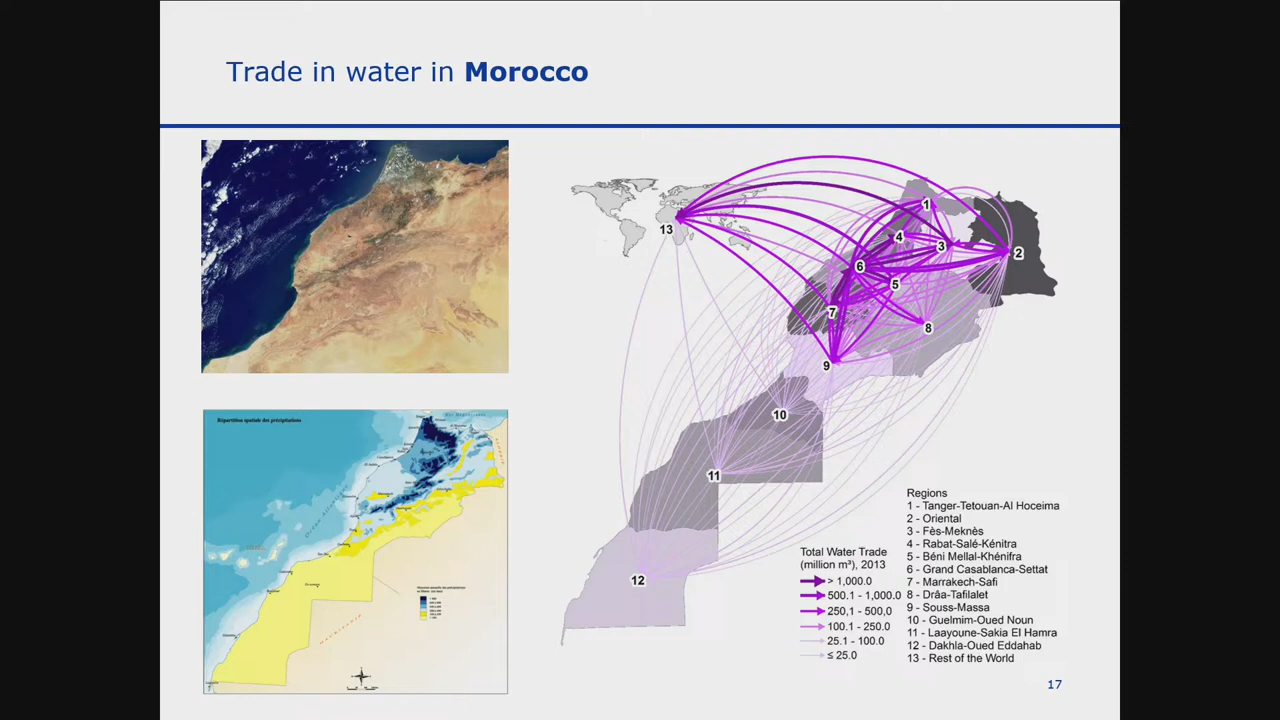 Trade in water in Morocco
Répartition spatiale des précipitations
13
1
4
3
2
6
5
7
8
9
10
11
12
Total Water Trade
(million m³), 2013
> 1,000.0
500.1 - 1,000.0
250,1 - 500,0
100.1 - 250.0
25.1 - 100.0
≤ 25.0
Regions
1 - Tanger-Tetouan-Al Hoceima
2 - Oriental
3 - Fès-Meknès
4 - Rabat-Salé-Kénitra
5 - Béni Mellal-Khénifra
6 - Grand Casablanca-Settat
7 - Marrakech-Safi
8 - Drâa-Tafilalet
9 - Souss-Massa
10 - Guelmim-Oued Noun
11 - Laayoune-Sakia El Hamra
12 - Dakhla-Oued Eddahab
13 - Rest of the World
17